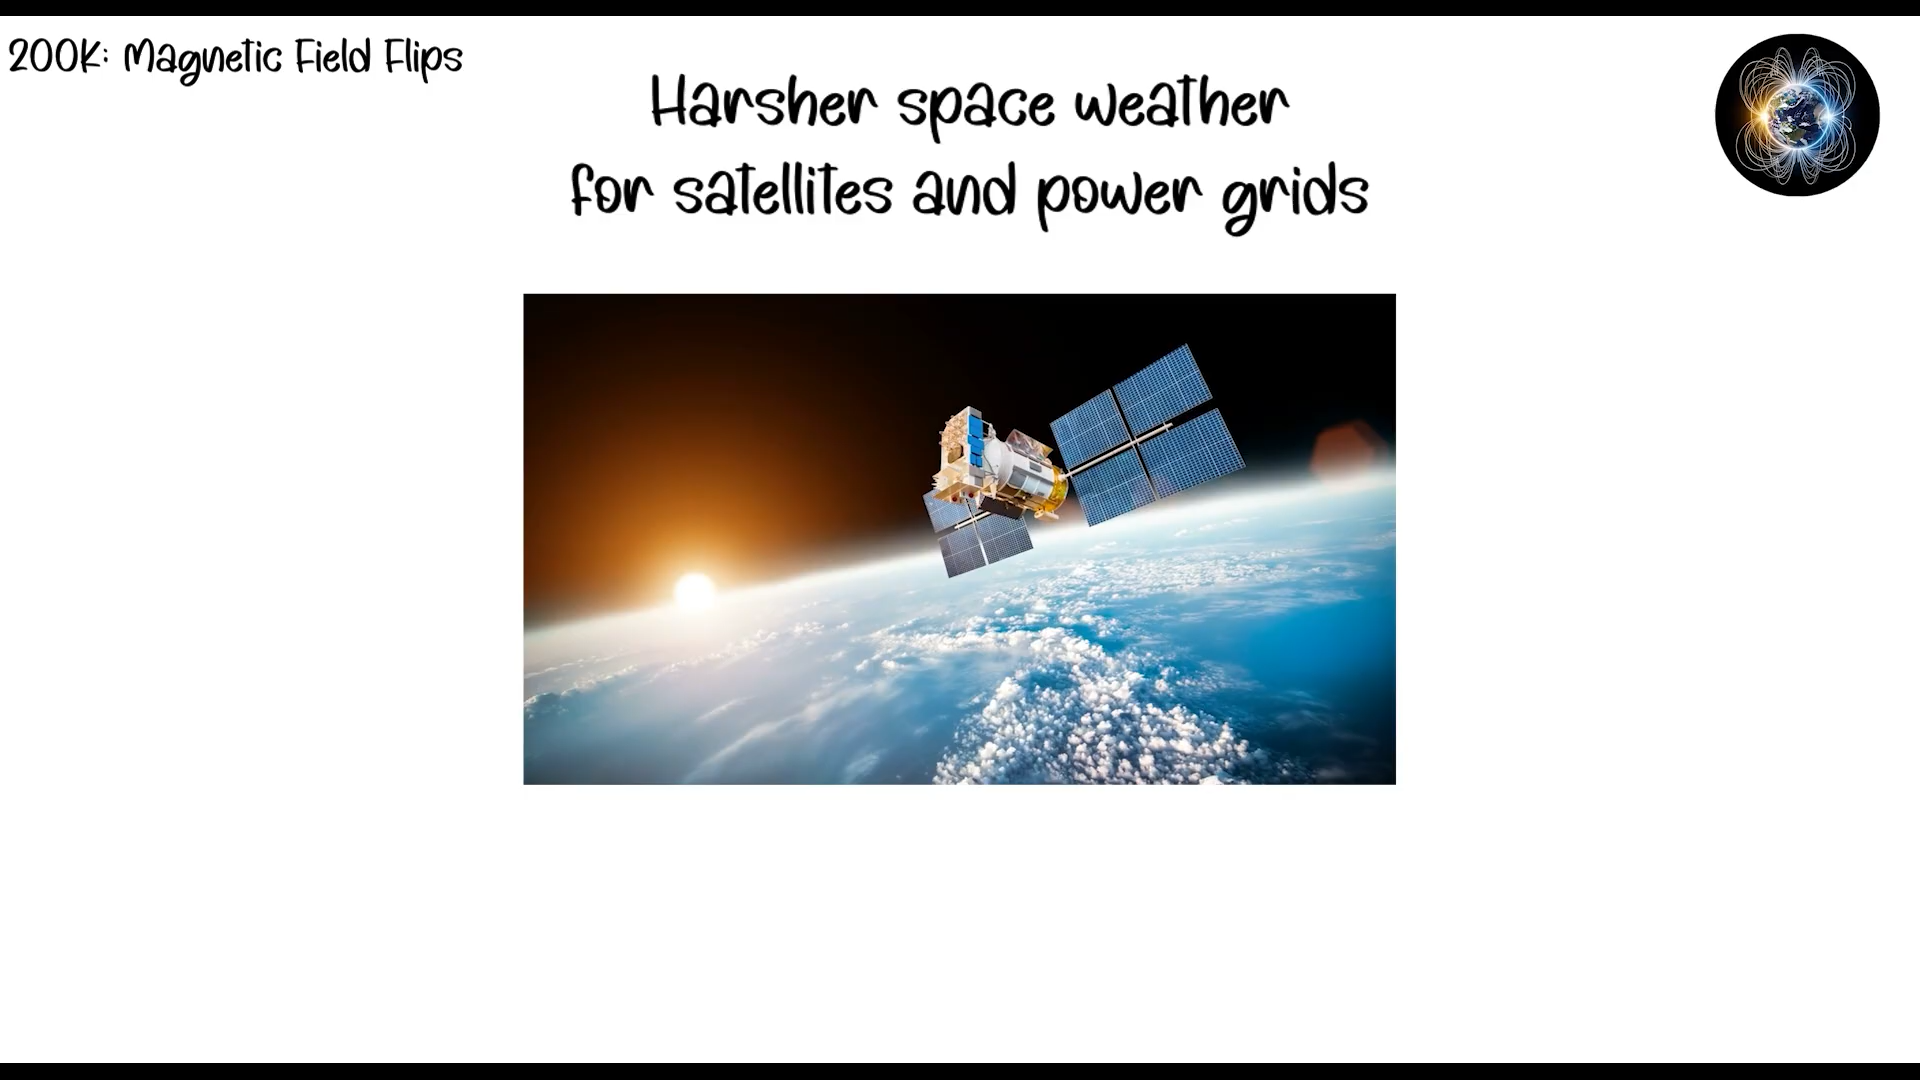 200K: Magnetic Field Flips
Harsher space weather
for satellites and power grids